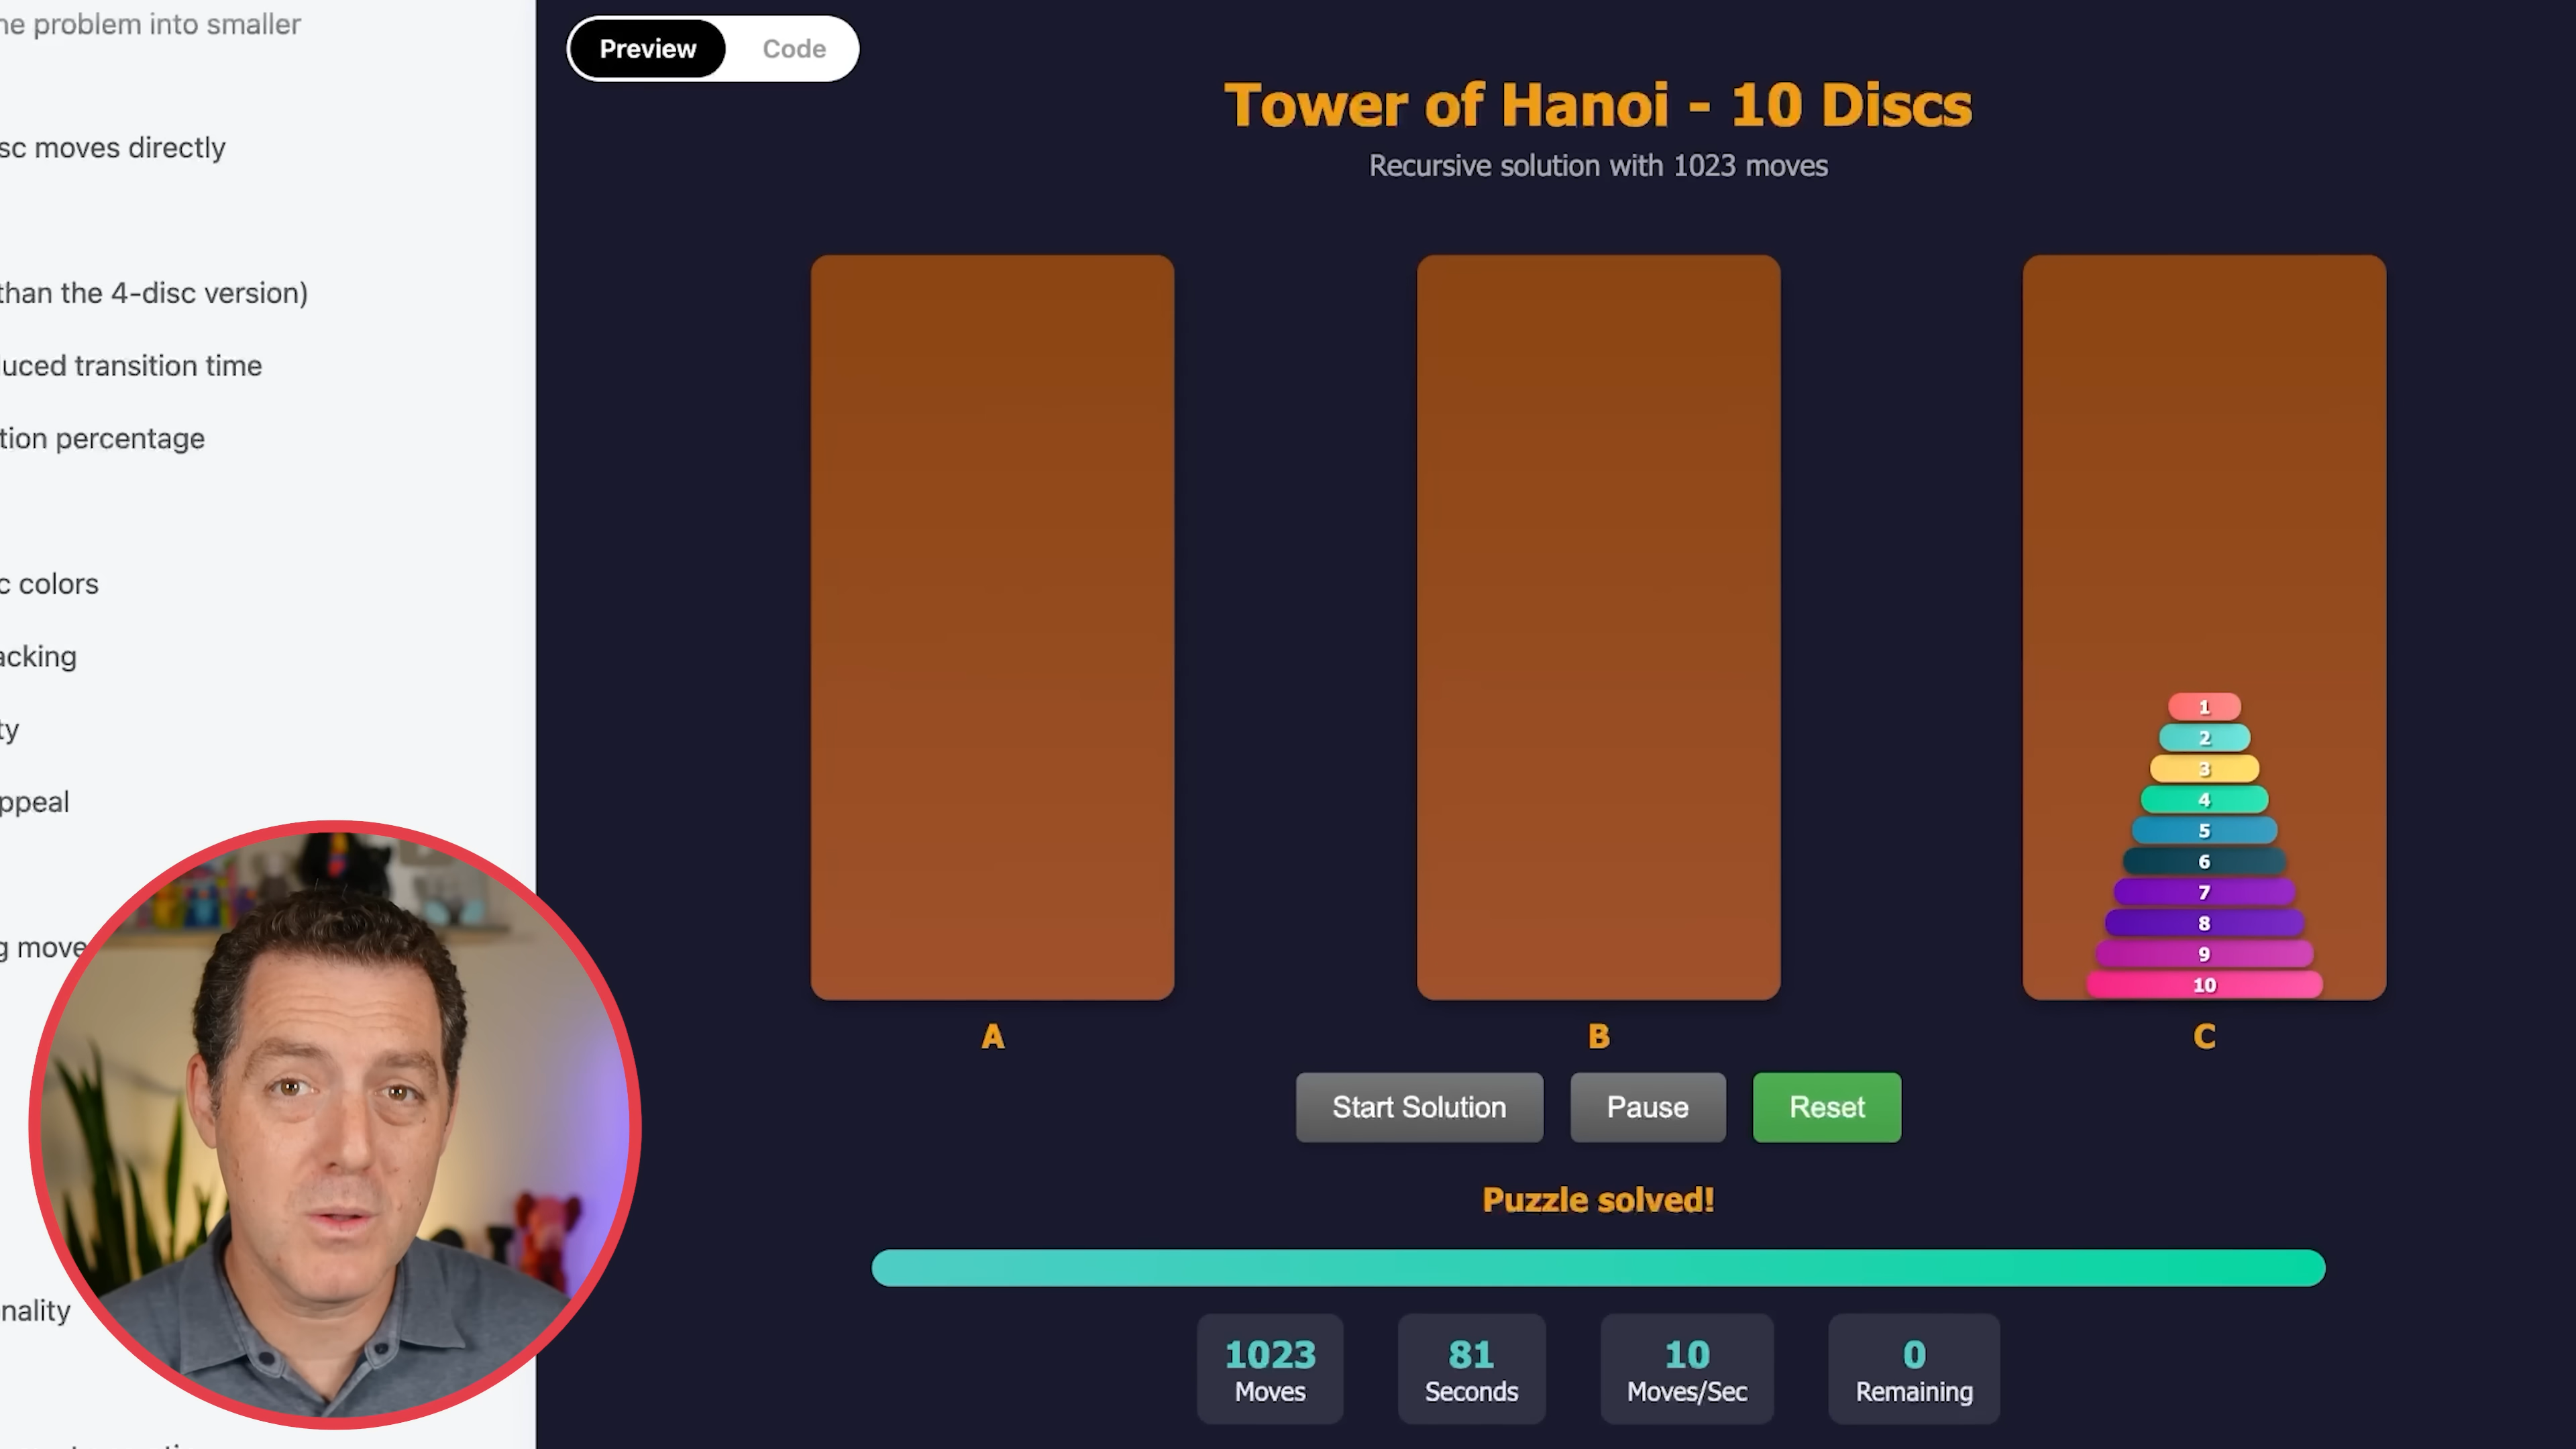 ne problem into smaller
sc moves directly
than the 4-disc version)
duced transition time
tion percentage
c colors
acking
ty
ppeal
g move
nality
Preview
Code
Tower of Hanoi - 10 Discs
Recursive solution with 1023 moves
1
2
3
4
5
6
7
8
9
10
A
B
C
Start Solution
Pause
Reset
Puzzle solved!
1023
Moves
81
Seconds
10
Moves/Sec
0
Remaining